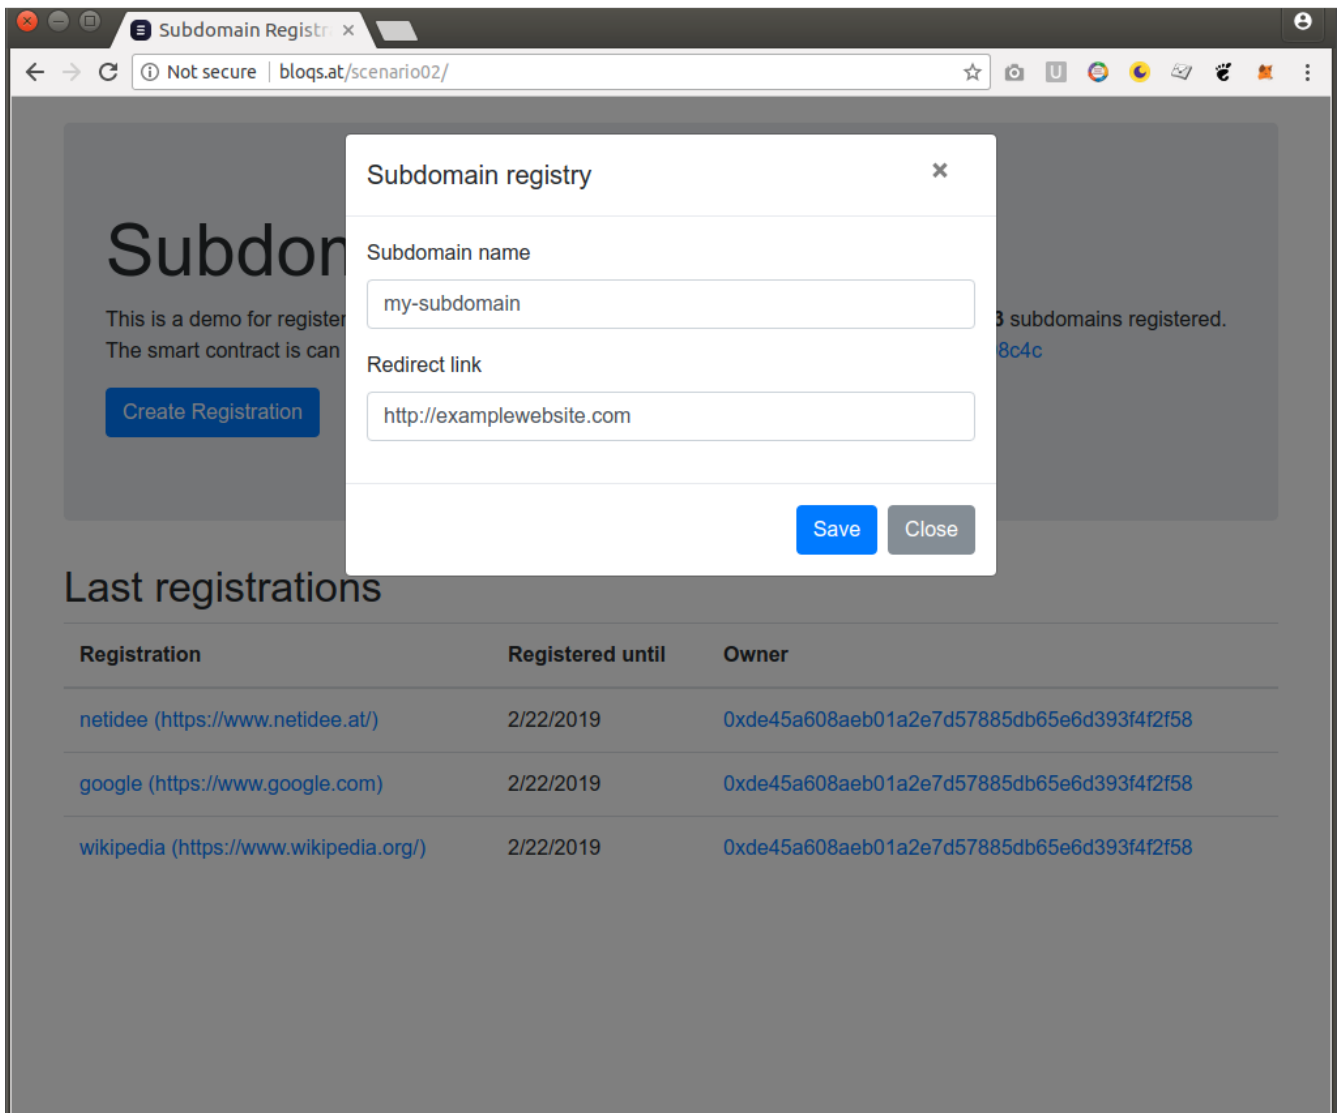 Subdomain Registr
Not secure | bloqs.at/scenario02/
Subdomain registry
Subdomain name
my-subdomain
Redirect link
http://examplewebsite.com
Save Close
Subdon
This is a demo for register 3 subdomains registered.
The smart contract is can 8c4c
Create Registration
Last registrations
Registration Registered until Owner
netidee (https://www.netidee.at/) 2/22/2019 0xde45a608aeb01a2e7d57885db65e6d393f4f2f58
google (https://www.google.com) 2/22/2019 0xde45a608aeb01a2e7d57885db65e6d393f4f2f58
wikipedia (https://www.wikipedia.org/) 2/22/2019 0xde45a608aeb01a2e7d57885db65e6d393f4f2f58